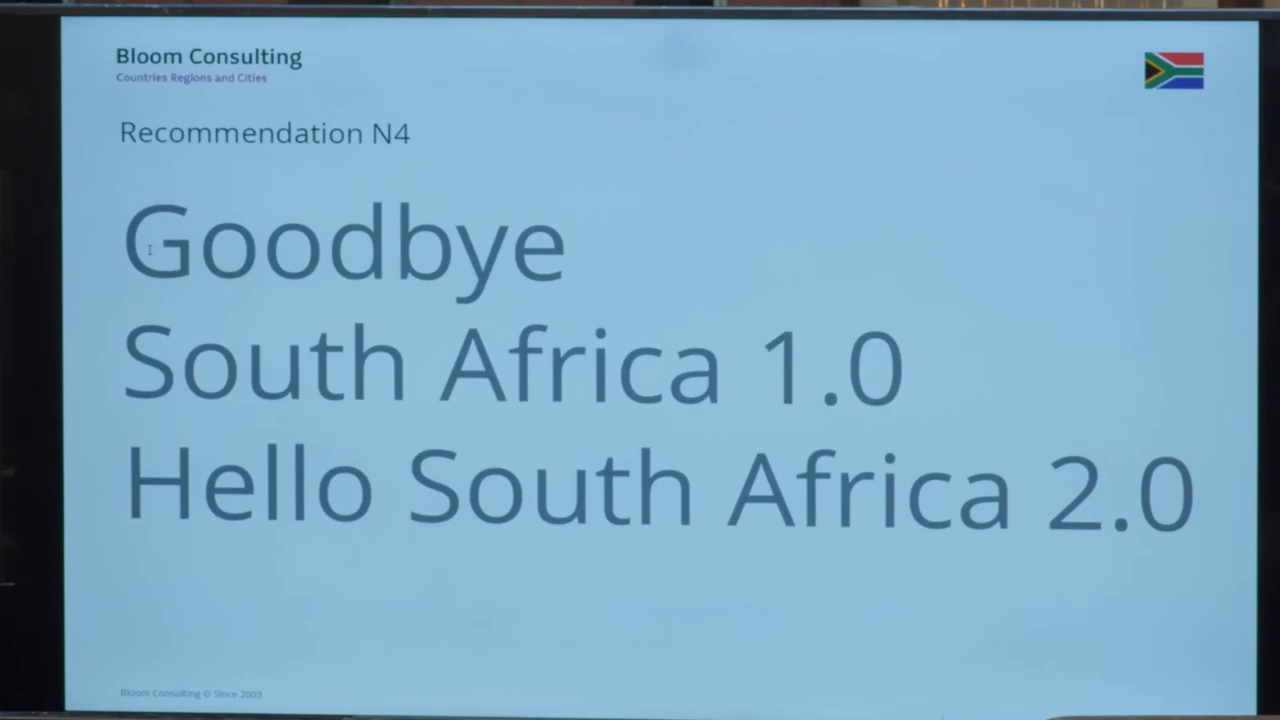 Bloom Consulting
Countries Regions and Cities
Recommendation N4
Goodbye
South Africa 1.0
Hello South Africa 2.0
Bloom Consulting © Since 2003